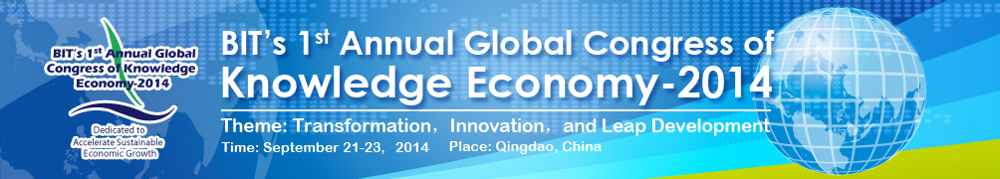 BIT's 1st Annual Global
Congress of Knowledge
Economy-2014
Dedicated to
Accelerate Sustainable
Economic Growth
BIT's 1st Annual Global Congress of
Knowledge Economy-2014
Theme: Transformation，Innovation，and Leap Development
Time: September 21-23，2014 Place: Qingdao, China